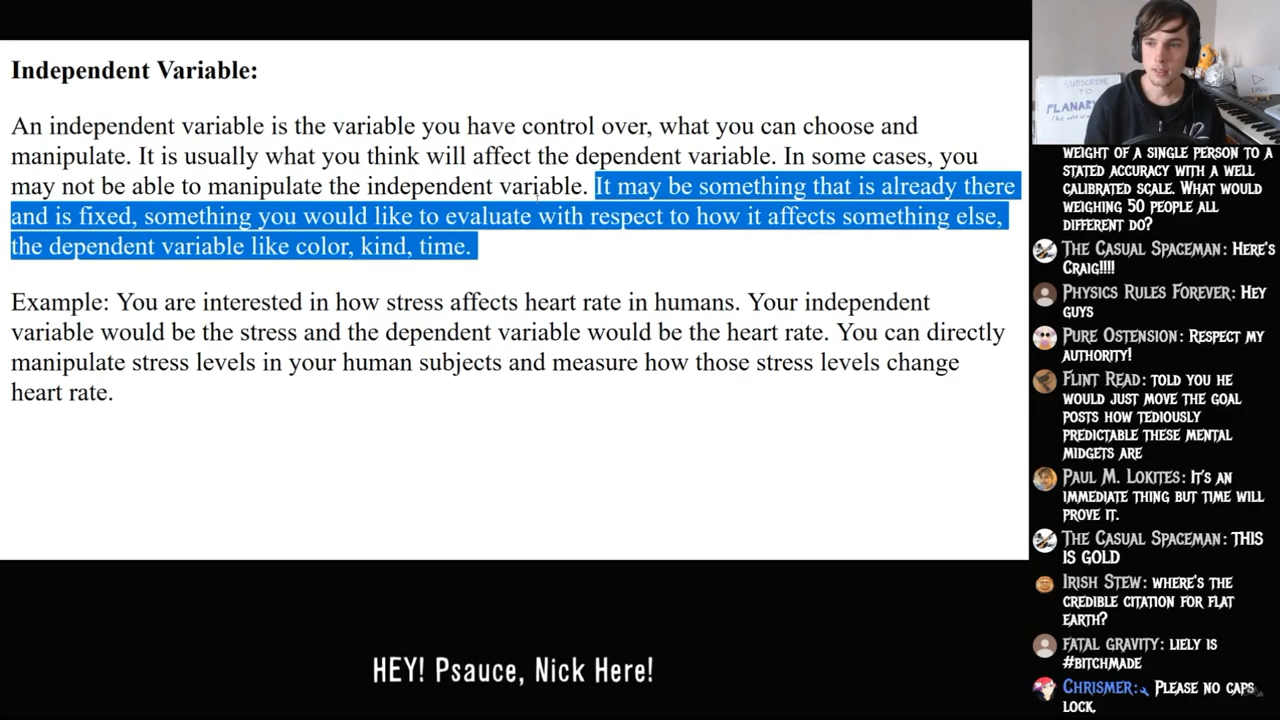 Independent Variable:
An independent variable is the variable you have control over, what you can choose and
manipulate. It is usually what you think will affect the dependent variable. In some cases, you
may not be able to manipulate the independent variable. It may be something that is already there
and is fixed, something you would like to evaluate with respect to how it affects something else,
the dependent variable like color, kind, time.
Example: You are interested in how stress affects heart rate in humans. Your independent
variable would be the stress and the dependent variable would be the heart rate. You can directly
manipulate stress levels in your human subjects and measure how those stress levels change
heart rate.
HEY! Psauce, Nick Here!
SUBSCRIBE
TO
PLANAR
WEIGHT OF A SINGLE PERSON TO A
STATED ACCURACY WITH A WELL
CALIBRATED SCALE. WHAT WOULD
WEIGHING 50 PEOPLE ALL
DIFFERENT DO?
THE CASUAL SPACEMAN: HERE'S
CRAIG!!!!
PHYSICS RULES FOREVER: HEY
GUYS
PURE OSTENSION: RESPECT MY
AUTHORITY!
FLINT READ: TOLD YOU HE
WOULD JUST MOVE THE GOAL
POSTS HOW TEDIOUSLY
PREDICTABLE THESE MENTAL
MIDGETS ARE
PAUL M. LOKITES: IT'S AN
IMMEDIATE THING BUT TIME WILL
PROVE IT.
THE CASUAL SPACEMAN: THIS
IS GOLD
IRISH STEW: WHERE'S THE
CREDIBLE CITATION FOR FLAT
EARTH?
FATAL GRAVITY: LIELY IS
#BITCHMADE
CHRISMER: PLEASE NO CAPS
LOCK.